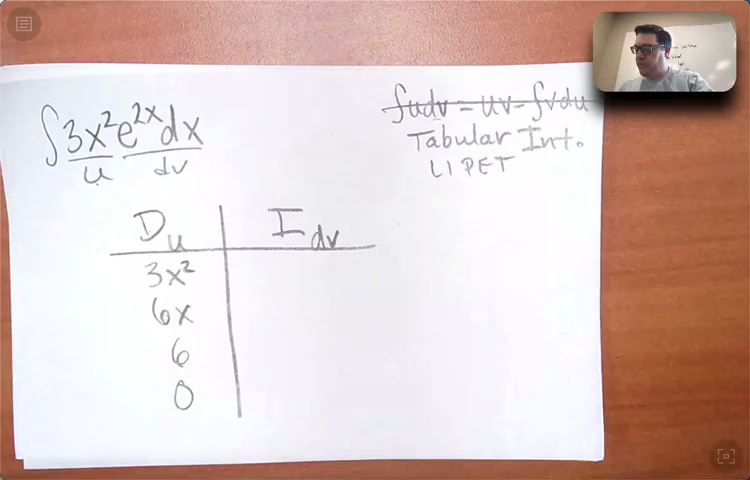 ∫3x²e^{2x}dx
u dv
∫udv = uv - ∫vdu
Tabular Int.
LIPET
D_u I_dv
3x²
6x
6
0